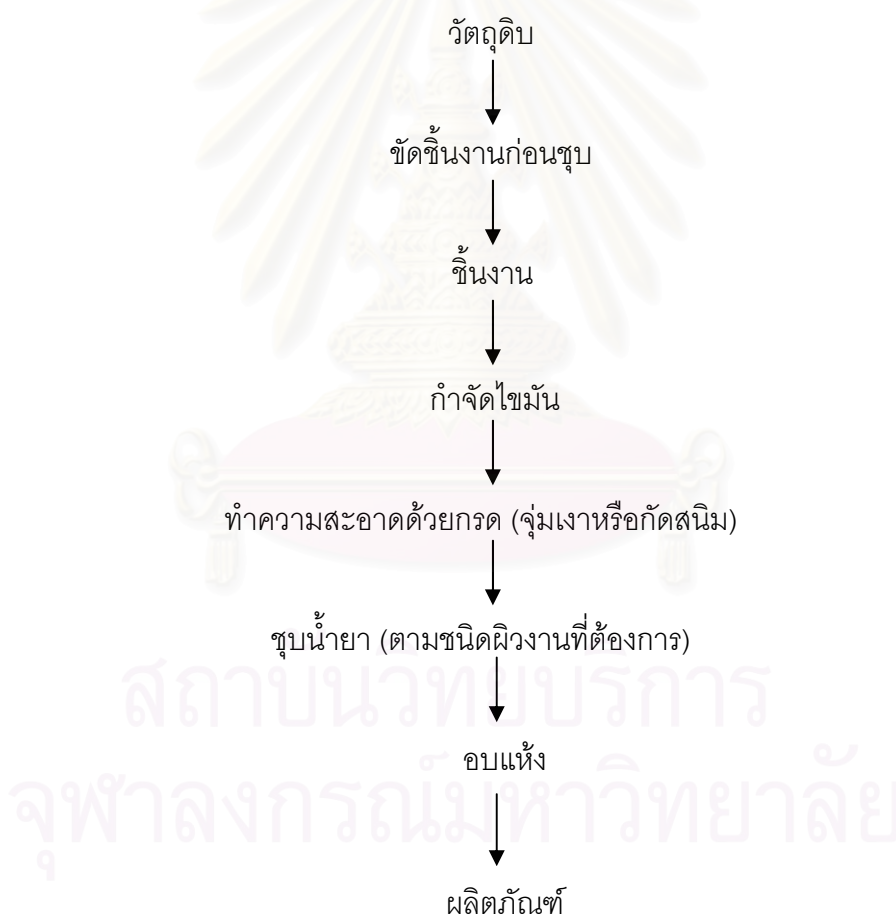 วัตถุดิบ
ขัดชิ้นงานก่อนชุบ
ชิ้นงาน
กำจัดไขมัน
ทำความสะอาดด้วยกรด (จุ่มเงาหรือกัดสนิม)
ชุบน้ำยา (ตามชนิดผิวงานที่ต้องการ)
สถาบันวิทยบริการ
อบแห้ง
จุฬาลงกรณ์มหาวิทยาลัย
ผลิตภัณฑ์